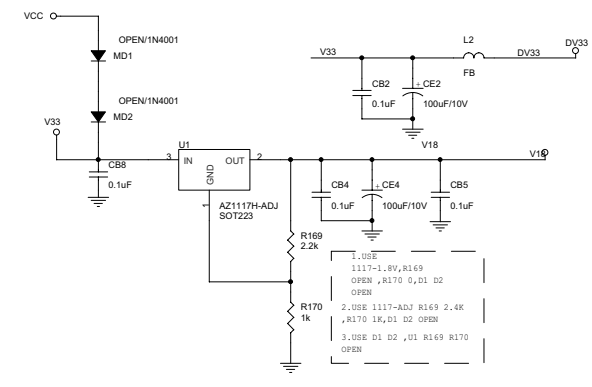 VCC
OPEN/1N4001
MD1
OPEN/1N4001
MD2
V33
CB8
0.1uF
U1
3
IN
OUT
2
GND
1
AZ1117H-ADJ
SOT223
R169
2.2k
R170
1k
V33
L2
FB
DV33
DV33
CB2
0.1uF
+
CE2
100uF/10V
V18
V18
CB4
0.1uF
+
CE4
100uF/10V
CB5
0.1uF
1.USE
1117-1.8V,R169
OPEN ,R170 0,D1 D2
OPEN
2.USE 1117-ADJ R169 2.4K
,R170 1K,D1 D2 OPEN
3.USE D1 D2 ,U1 R169 R170
OPEN